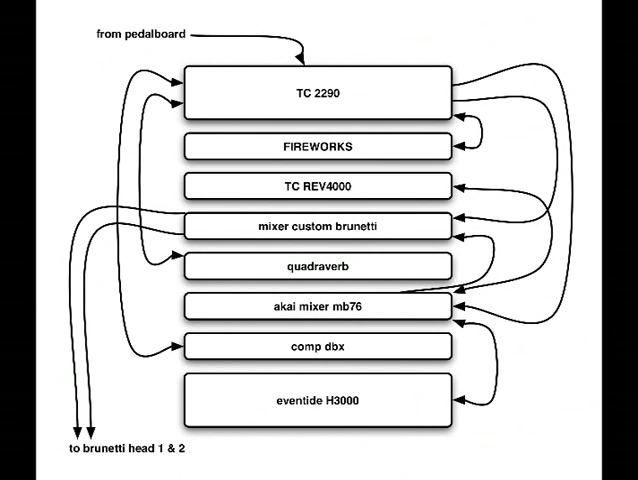 from pedalboard
TC 2290
FIREWORKS
TC REV4000
mixer custom brunetti
quadraverb
akai mixer mb76
comp dbx
eventide H3000
to brunetti head 1 & 2